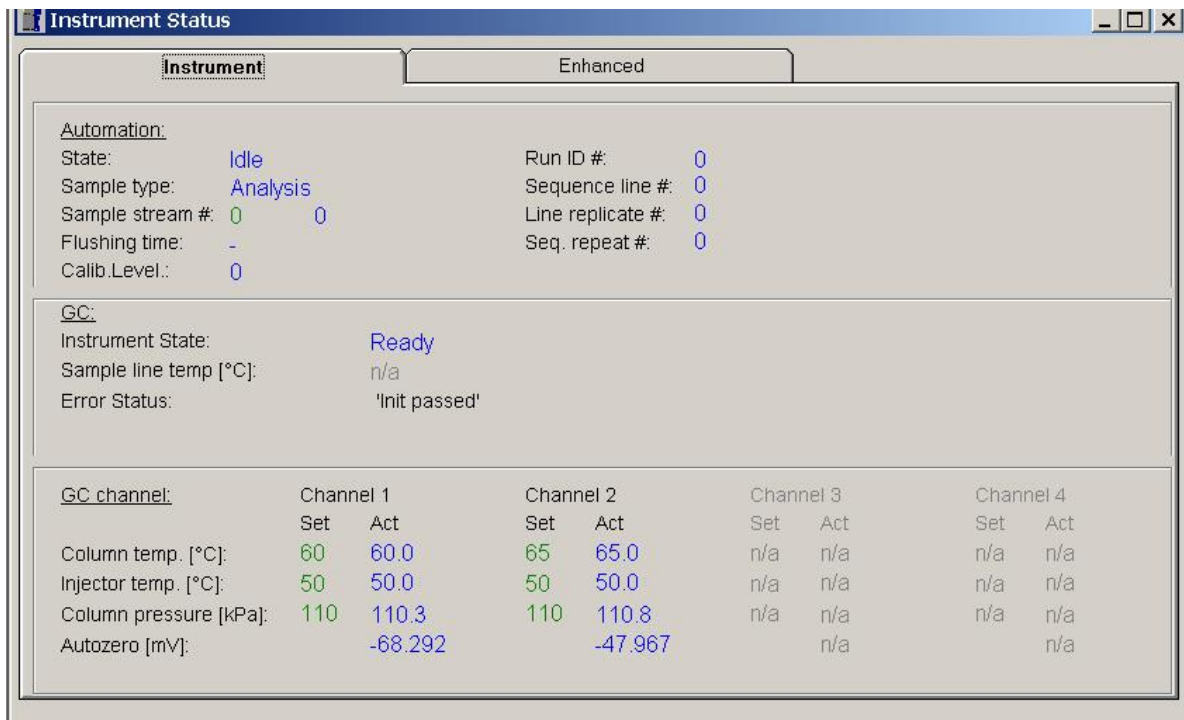 Instrument Status
Instrument Enhanced
Automation:
State: Idle Run ID #: 0
Sample type: Analysis Sequence line #: 0
Sample stream #: 0 0 Line replicate #: 0
Flushing time: - Seq. repeat #: 0
Calib.Level.: 0
GC:
Instrument State: Ready
Sample line temp [°C]: n/a
Error Status: 'Init passed'
GC channel: Channel 1 Channel 2 Channel 3 Channel 4
Set Act Set Act Set Act Set Act
Column temp. [°C]: 60 60.0 65 65.0 n/a n/a n/a n/a
Injector temp. [°C]: 50 50.0 50 50.0 n/a n/a n/a n/a
Column pressure [kPa]: 110 110.3 110 110.8 n/a n/a n/a n/a
Autozero [mV]: -68.292 -47.967 n/a n/a